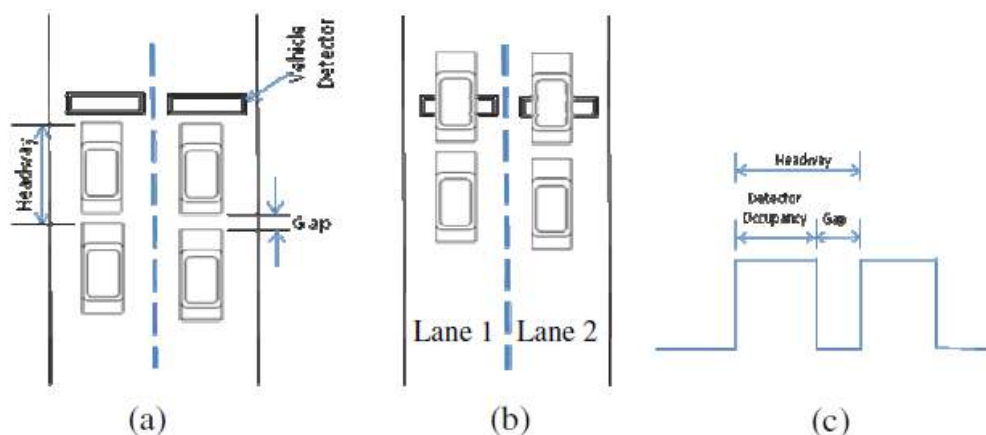 Vehicle
Detector
Headway
Gap
(a)
Lane 1 Lane 2
(b)
Headway
Detector
Occupancy Gap
(c)